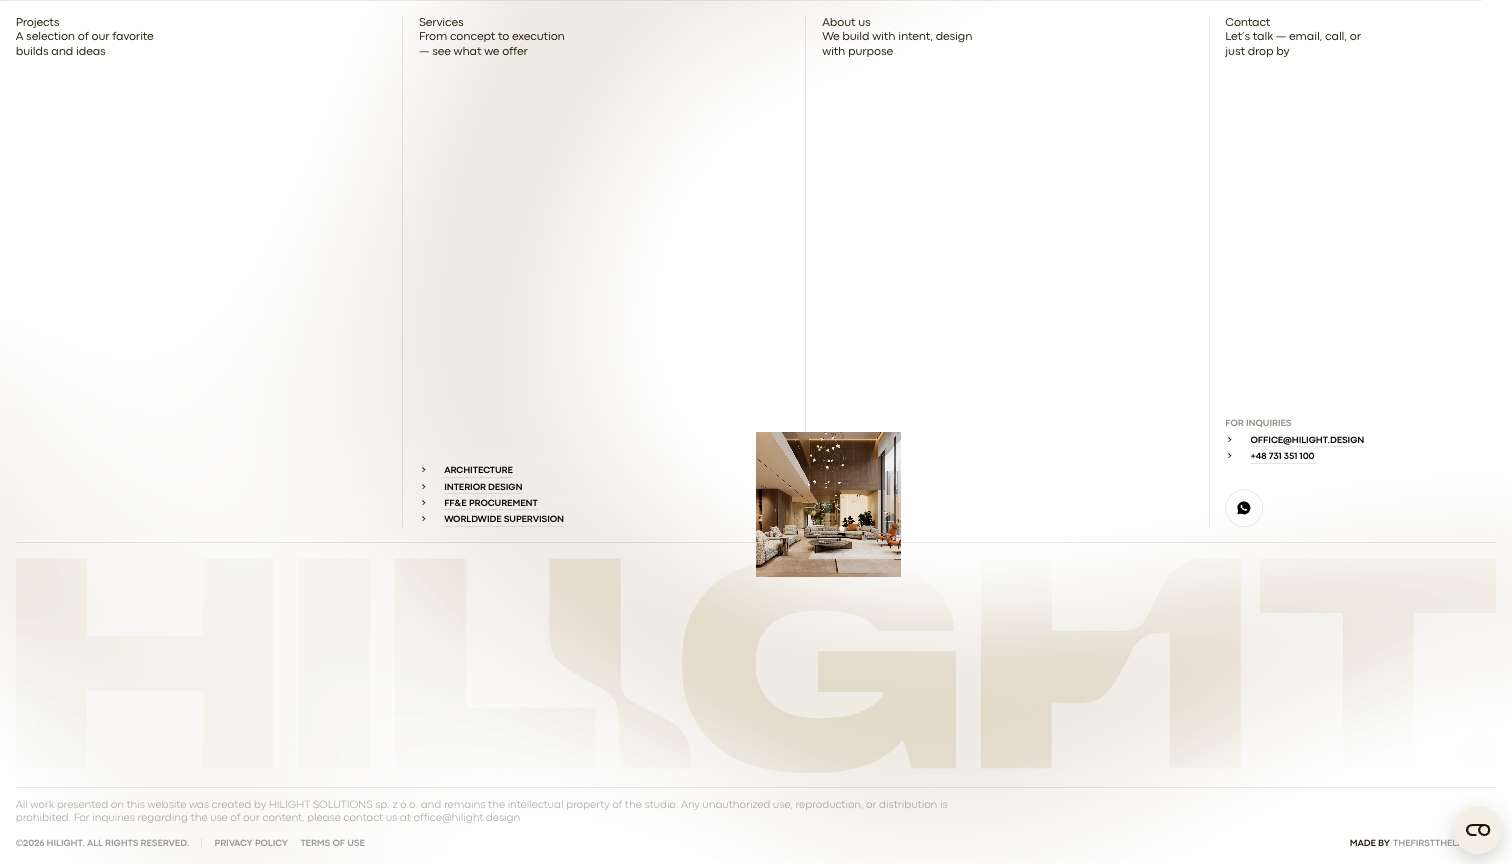 Projects
A selection of our favorite
builds and ideas
Services
From concept to execution
— see what we offer
About us
We build with intent, design
with purpose
Contact
Let's talk — email, call, or
just drop by
ARCHITECTURE
INTERIOR DESIGN
FF&E PROCUREMENT
WORLDWIDE SUPERVISION
FOR INQUIRIES
OFFICE@HILIGHT.DESIGN
+48 731 351 100
HILIGHT
All work presented on this website was created by HILIGHT SOLUTIONS sp. z o.o. and remains the intellectual property of the studio. Any unauthorized use, reproduction, or distribution is
prohibited. For inquiries regarding the use of our content, please contact us at office@hilight.design
©2026 HILIGHT. ALL RIGHTS RESERVED.
PRIVACY POLICY
TERMS OF USE
MADE BY